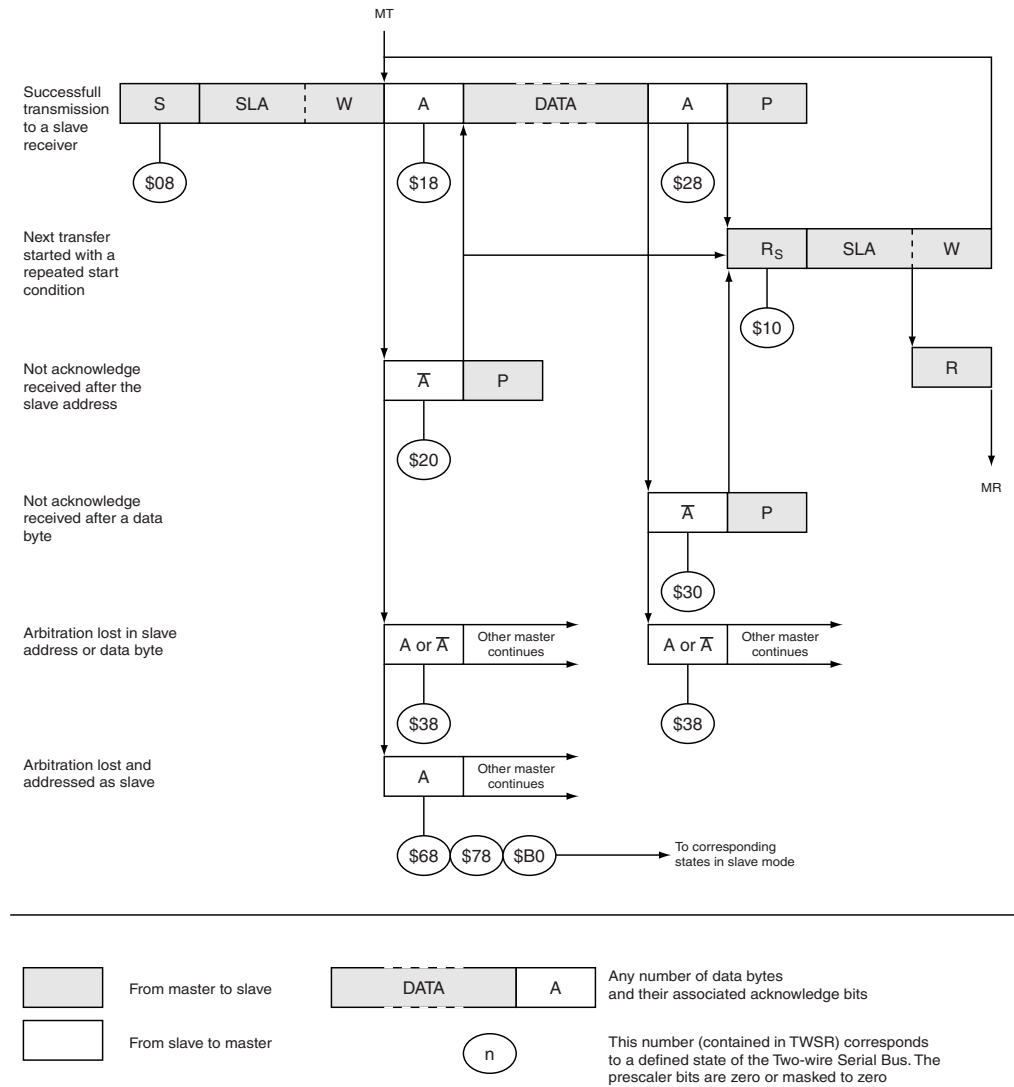 MT
Successfull
transmission
to a slave
receiver
S SLA W A DATA A P
$08 $18 $28
Next transfer
started with a
repeated start
condition
RS SLA W
$10
Not acknowledge
received after the
slave address
A̅ P
R
$20
MR
Not acknowledge
received after a data
byte
A̅ P
$30
Arbitration lost in slave
address or data byte
A or A̅ Other master
continues
A or A̅ Other master
continues
$38 $38
Arbitration lost and
addressed as slave
A Other master
continues
$68 $78 $B0 To corresponding
states in slave mode
From master to slave
DATA A
Any number of data bytes
and their associated acknowledge bits
From slave to master
n
This number (contained in TWSR) corresponds
to a defined state of the Two-wire Serial Bus. The
prescaler bits are zero or masked to zero